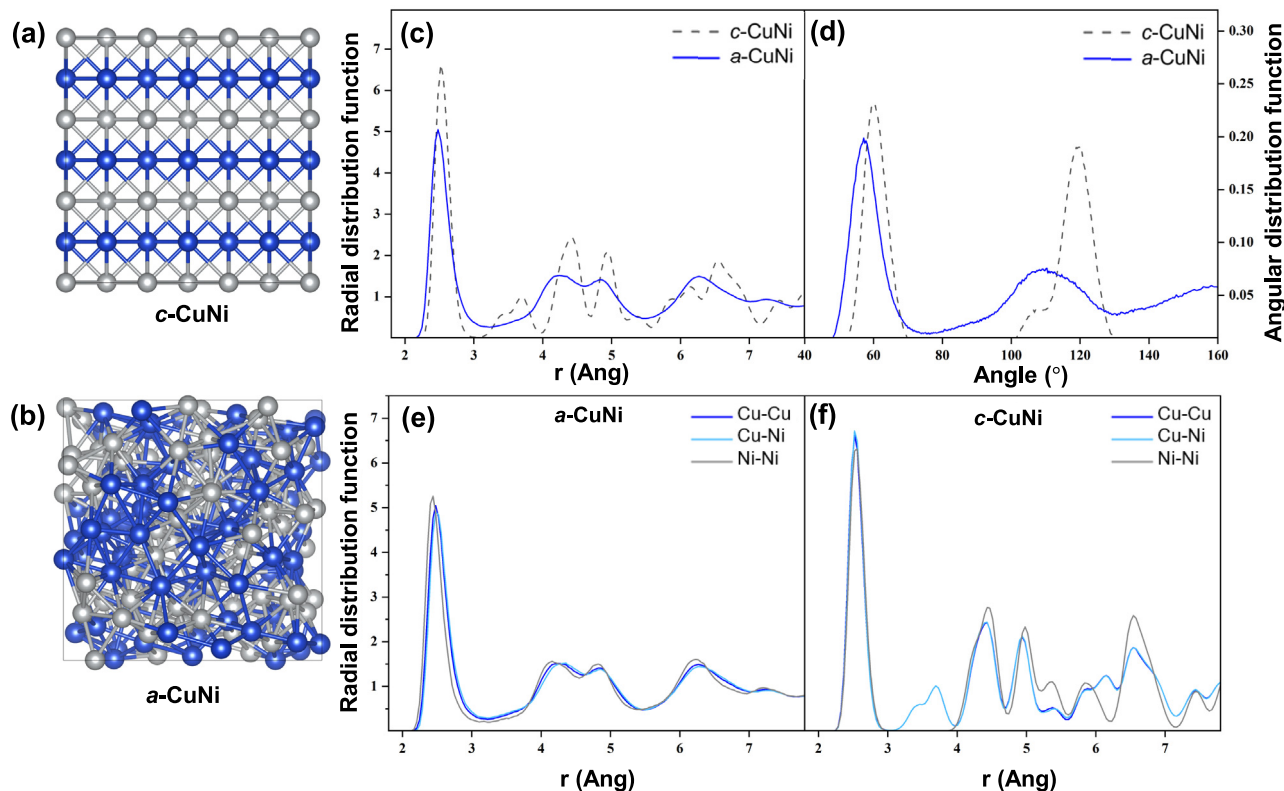 (a)
c-CuNi
(b)
a-CuNi
(c)
c-CuNi
a-CuNi
Radial distribution function
7
6
5
4
3
2
1
2
3
4
5
6
7
40
r (Ang)
(d)
c-CuNi
a-CuNi
Angular distribution function
0.30
0.25
0.20
0.15
0.10
0.05
60
80
100
120
140
160
Angle (°)
(e)
a-CuNi
Cu-Cu
Cu-Ni
Ni-Ni
Radial distribution function
7
6
5
4
3
2
1
2
3
4
5
6
7
r (Ang)
(f)
c-CuNi
Cu-Cu
Cu-Ni
Ni-Ni
2
3
4
5
6
7
r (Ang)